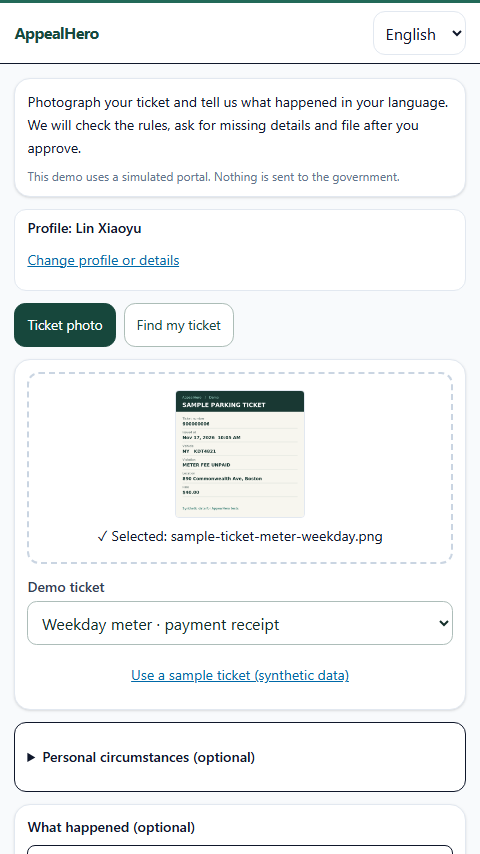 AppealHero
English
Photograph your ticket and tell us what happened in your language.
We will check the rules, ask for missing details and file after you
approve.
This demo uses a simulated portal. Nothing is sent to the government.
Profile: Lin Xiaoyu
Change profile or details
Ticket photo
Find my ticket
SAMPLE PARKING TICKET
900000006
Nov 17, 2026 10:05 AM
NY KDT4821
METER FEE UNPAID
890 Commonwealth Ave, Boston
$40.00
✓ Selected: sample-ticket-meter-weekday.png
Demo ticket
Weekday meter · payment receipt
Use a sample ticket (synthetic data)
▶ Personal circumstances (optional)
What happened (optional)